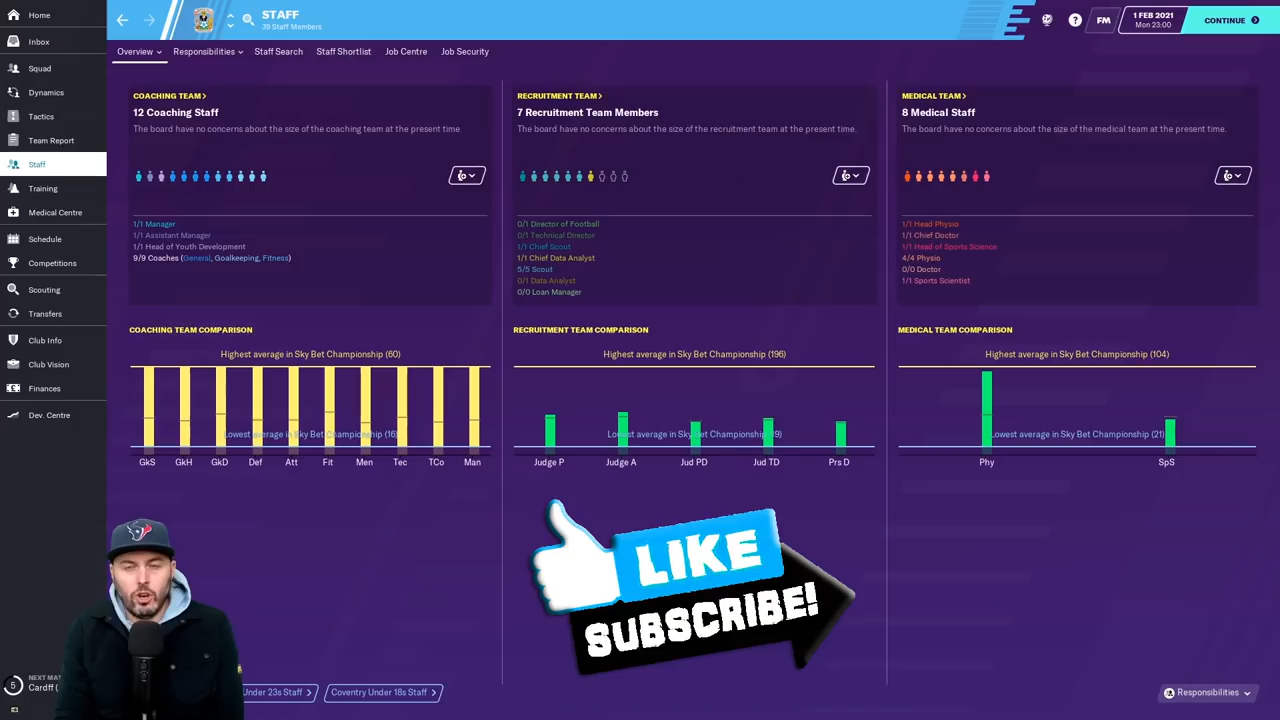 Home
Inbox
Squad
Dynamics
Tactics
Team Report
Staff
Training
Medical Centre
Schedule
Competitions
Scouting
Transfers
Club Info
Club Vision
Finances
Dev. Centre
5
NEXT MA
Cardiff (
STAFF
39 Staff Members
?
FM
1 FEB 2021
Mon 23:00
CONTINUE
Overview
Responsibilities
Staff Search
Staff Shortlist
Job Centre
Job Security
COACHING TEAM >
12 Coaching Staff
The board have no concerns about the size of the coaching team at the present time.
1/1 Manager
1/1 Assistant Manager
1/1 Head of Youth Development
9/9 Coaches (General, Goalkeeping, Fitness)
RECRUITMENT TEAM >
7 Recruitment Team Members
The board have no concerns about the size of the recruitment team at the present time.
0/1 Director of Football
0/1 Technical Director
1/1 Chief Scout
1/1 Chief Data Analyst
5/5 Scout
0/1 Data Analyst
0/0 Loan Manager
MEDICAL TEAM >
8 Medical Staff
The board have no concerns about the size of the medical team at the present time.
1/1 Head Physio
1/1 Chief Doctor
1/1 Head of Sports Science
4/4 Physio
0/0 Doctor
1/1 Sports Scientist
COACHING TEAM COMPARISON
Highest average in Sky Bet Championship (60)
Lowest average in Sky Bet Championship (16)
GkS GkH GkD Def Att Fit Men Tec TCo Man
RECRUITMENT TEAM COMPARISON
Highest average in Sky Bet Championship (196)
Lowest average in Sky Bet Championship (19)
Judge P Judge A Jud PD Jud TD Prs D
MEDICAL TEAM COMPARISON
Highest average in Sky Bet Championship (104)
Lowest average in Sky Bet Championship (21)
Phy SpS
LIKE
SUBSCRIBE!
Under 23s Staff >
Coventry Under 18s Staff >
Responsibilities